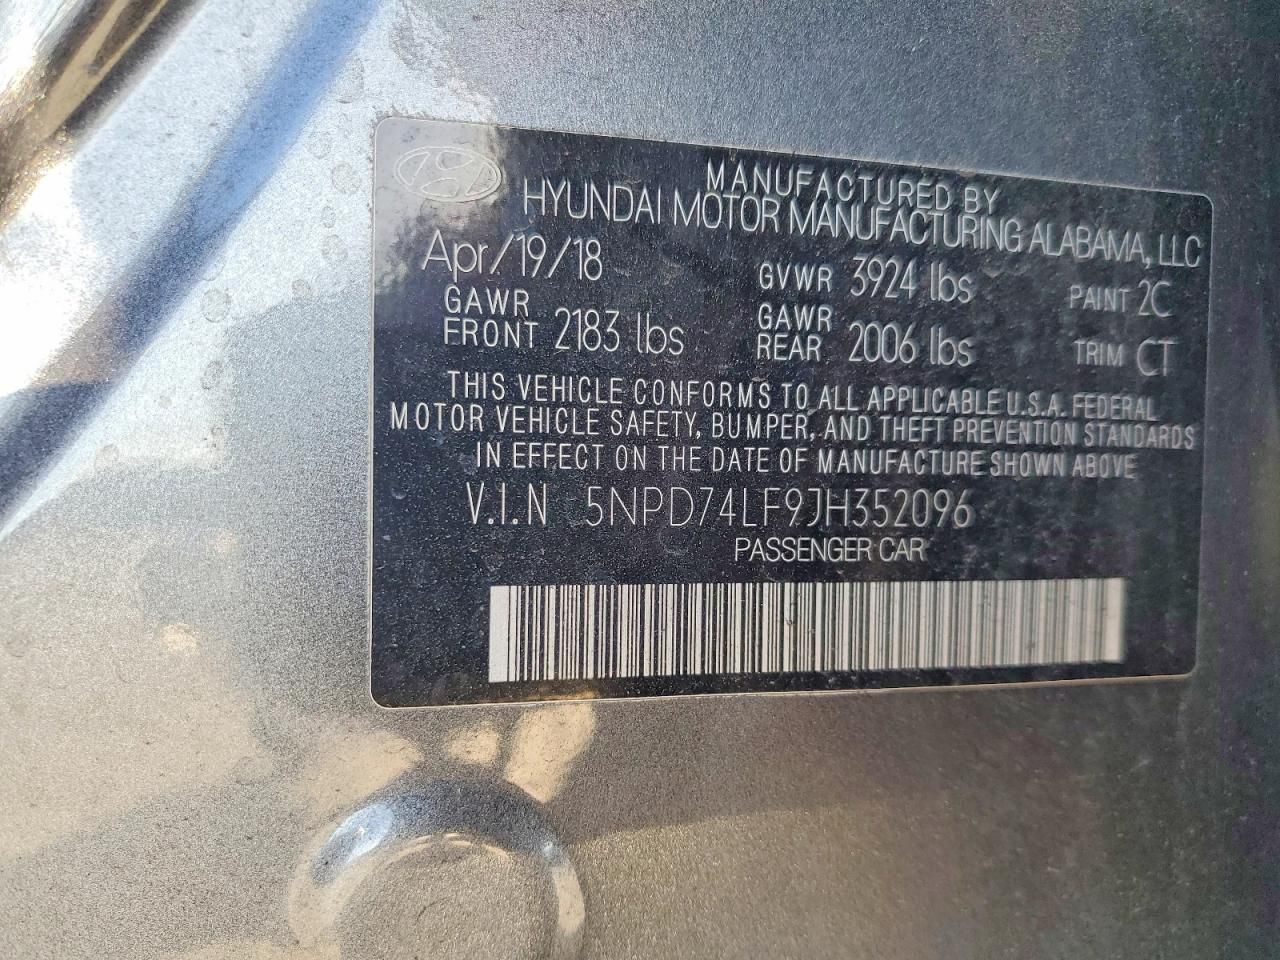 MANUFACTURED BY
HYUNDAI MOTOR MANUFACTURING ALABAMA, LLC
Apr/19/18 GVWR 3924 lbs PAINT 2C
GAWR FRONT 2183 lbs GAWR REAR 2006 lbs TRIM CT
THIS VEHICLE CONFORMS TO ALL APPLICABLE U.S.A. FEDERAL
MOTOR VEHICLE SAFETY, BUMPER, AND THEFT PREVENTION STANDARDS
IN EFFECT ON THE DATE OF MANUFACTURE SHOWN ABOVE
V.I.N 5NPD74LF9JH352096
PASSENGER CAR